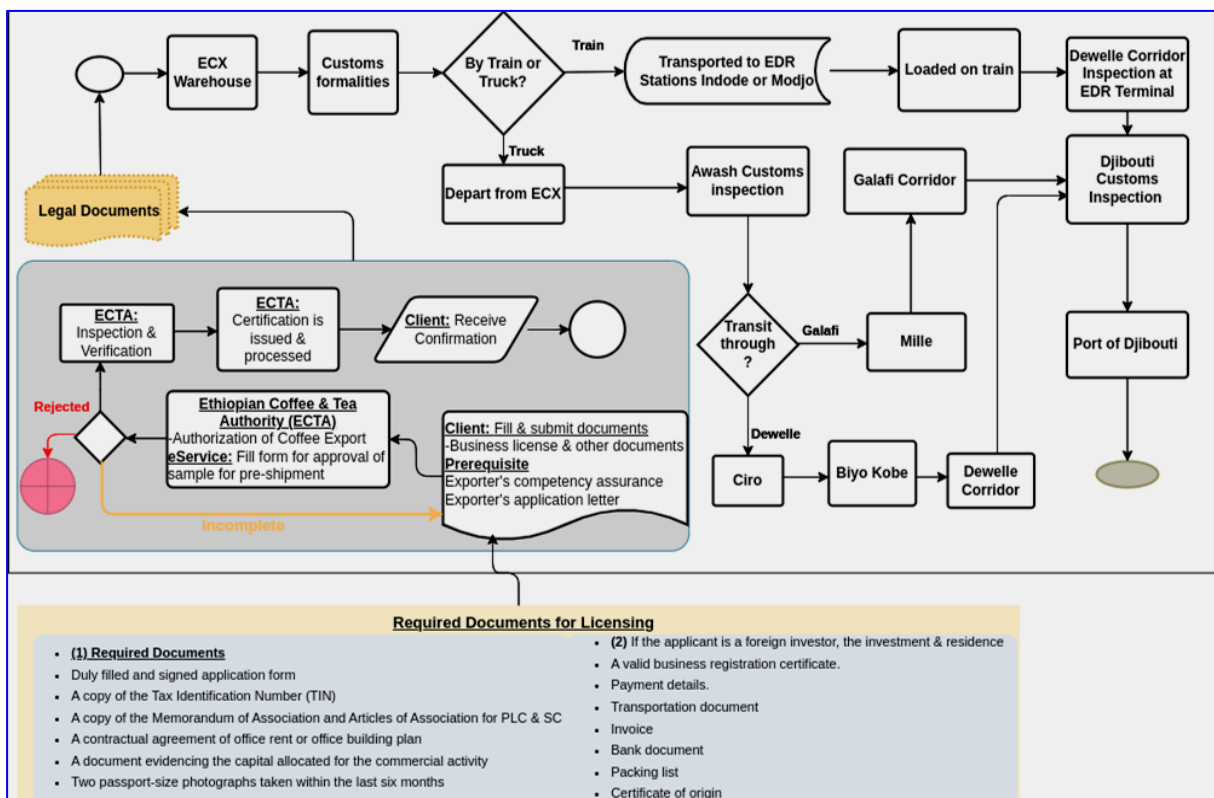 ECX
Warehouse
Customs
formalities
By Train or
Truck?
Train
Transported to EDR
Stations Indode or Modjo
Loaded on train
Dewelle Corridor
Inspection at
EDR Terminal
Truck
Depart from ECX
Awash Customs
inspection
Galafi Corridor
Djibouti
Customs
Inspection
Legal Documents
ECTA:
Inspection &
Verification
ECTA:
Certification is
issued &
processed
Client: Receive
Confirmation
Transit
through
?
Galafi
Mille
Port of Djibouti
Rejected
Ethiopian Coffee & Tea
Authority (ECTA)
-Authorization of Coffee Export
eService: Fill form for approval of
sample for pre-shipment
Client: Fill & submit documents
-Business license & other documents
Prerequisite
Exporter's competency assurance
Exporter's application letter
Incomplete
Dewelle
Ciro
Biyo Kobe
Dewelle
Corridor
Required Documents for Licensing
• (1) Required Documents
• Duly filled and signed application form
• A copy of the Tax Identification Number (TIN)
• A copy of the Memorandum of Association and Articles of Association for PLC & SC
• A contractual agreement of office rent or office building plan
• A document evidencing the capital allocated for the commercial activity
• Two passport-size photographs taken within the last six months
• (2) If the applicant is a foreign investor, the investment & residence
• A valid business registration certificate.
• Payment details.
• Transportation document
• Invoice
• Bank document
• Packing list
• Certificate of origin